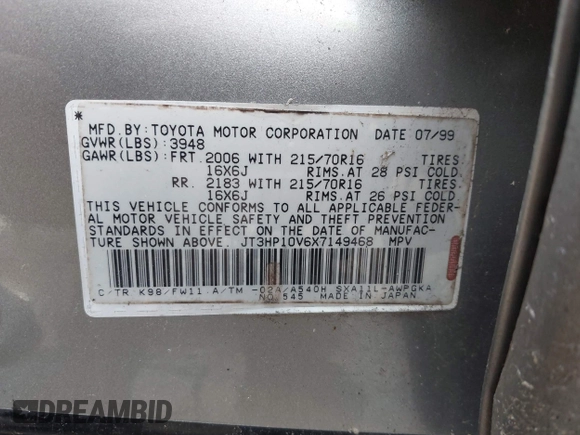 * MFD.BY:TOYOTA MOTOR CORPORATION DATE 07/99
GVWR(LBS):3948
GAWR(LBS):FRT.2006 WITH 215/70R16 TIRES.
16X6J RIMS.AT 28 PSI COLD.
RR. 2183 WITH 215/70R16 TIRES.
16X6J RIMS.AT 26 PSI COLD.
THIS VEHICLE CONFORMS TO ALL APPLICABLE FED-
ERAL MOTOR VEHICLE SAFETY AND THEFT PREVENTION
STANDARDS IN EFFECT ON THE DATE OF MANUFAC-
TURE SHOWN ABOVE. JT3HP10V6X7149468 MPV
C/TR K98/FW11.A/TM -02A/A540H SXA11L-AWPGKA
NO.545 MADE IN JAPAN
DREAMBID